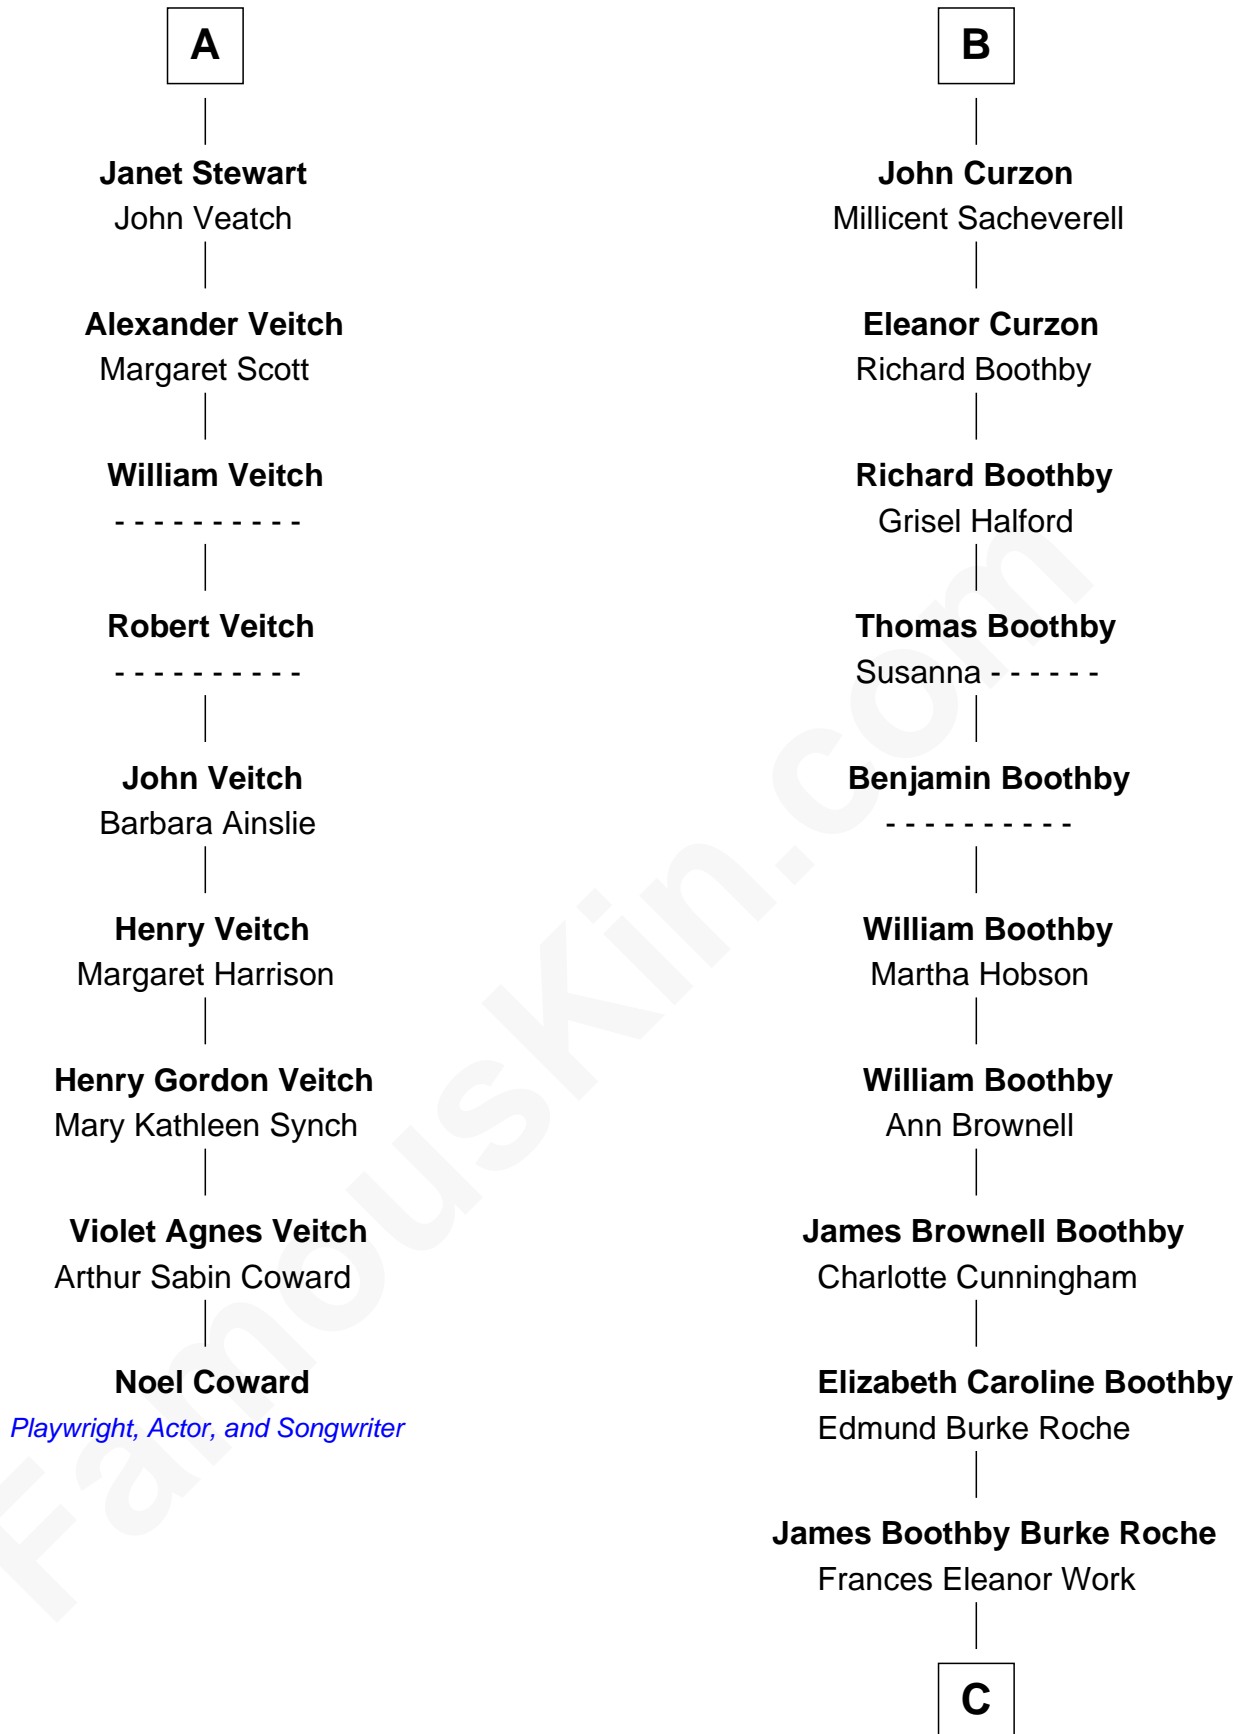 A
Janet Stewart
John Veatch
Alexander Veitch
Margaret Scott
William Veitch
- - - - - - - - - -
Robert Veitch
- - - - - - - - - -
John Veitch
Barbara Ainslie
Henry Veitch
Margaret Harrison
Henry Gordon Veitch
Mary Kathleen Synch
Violet Agnes Veitch
Arthur Sabin Coward
Noel Coward
Playwright, Actor, and Songwriter
B
John Curzon
Millicent Sacheverell
Eleanor Curzon
Richard Boothby
Richard Boothby
Grisel Halford
Thomas Boothby
Susanna - - - - - -
Benjamin Boothby
- - - - - - - - - -
William Boothby
Martha Hobson
William Boothby
Ann Brownell
James Brownell Boothby
Charlotte Cunningham
Elizabeth Caroline Boothby
Edmund Burke Roche
James Boothby Burke Roche
Frances Eleanor Work
C
FamousKin.com